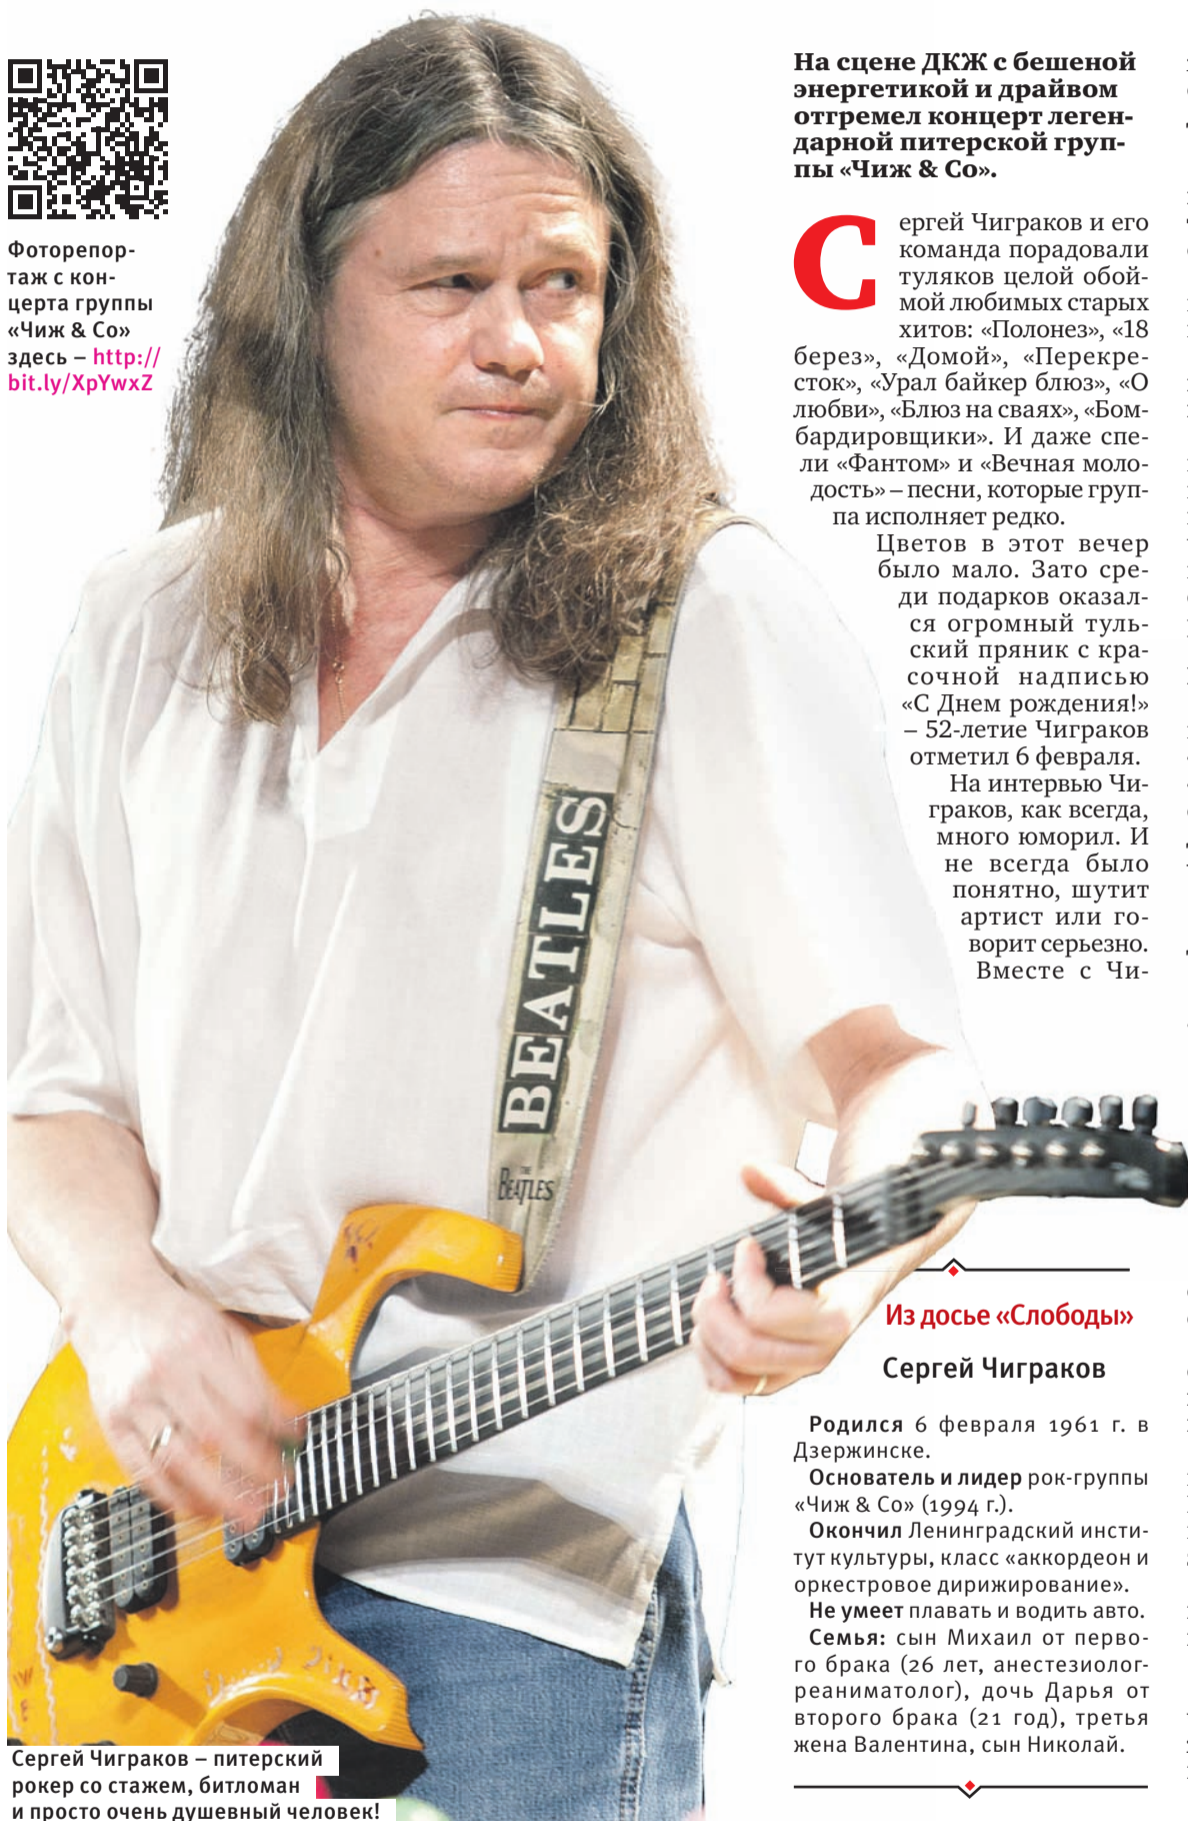 Фоторепор-
таж с кон-
церта группы
«Чиж & Со»
здесь – http://
bit.ly/XpYwxZ
На сцене ДКЖ с бешеной
энергетикой и драйвом
отгремел концерт леген-
дарной питерской груп-
пы «Чиж & Со».
Сергей Чиграков и его
команда порадовали
туляков целой обой-
мой любимых старых
хитов: «Полонез», «18
берез», «Домой», «Перекре-
сток», «Урал байкер блюз», «О
любви», «Блюз на сваях», «Бом-
бардировщики». И даже спе-
ли «Фантом» и «Вечная моло-
дость» – песни, которые груп-
па исполняет редко.
Цветов в этот вечер
было мало. Зато сре-
ди подарков оказал-
ся огромный туль-
ский пряник с кра-
сочной надписью
«С Днем рождения!»
– 52-летие Чиграков
отметил 6 февраля.
На интервью Чи-
граков, как всегда,
много юморил. И
не всегда было
понятно, шутит
артист или го-
ворит серьезно.
Вместе с Чи-
BEATLES
THE
BEATLES
Из досье «Слободы»
Сергей Чиграков
Родился 6 февраля 1961 г. в
Дзержинске.
Основатель и лидер рок-группы
«Чиж & Со» (1994 г.).
Окончил Ленинградский инсти-
тут культуры, класс «аккордеон и
оркестровое дирижирование».
Не умеет плавать и водить авто.
Семья: сын Михаил от перво-
го брака (26 лет, анестезиолог-
реаниматолог), дочь Дарья от
второго брака (21 год), третья
жена Валентина, сын Николай.
Сергей Чиграков – питерский
рокер со стажем, битломан
и просто очень душевный человек!